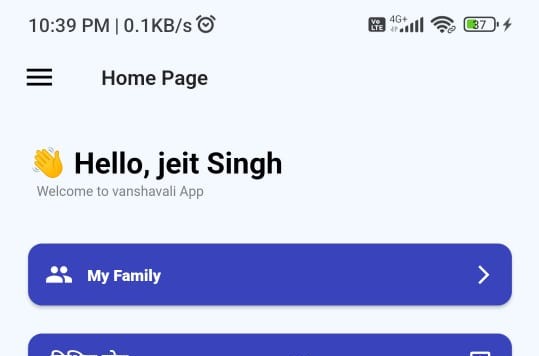 10:39 PM | 0.1KB/s
Vo LTE 4G+ 37
Home Page
Hello, jeit Singh
Welcome to vanshavali App
My Family